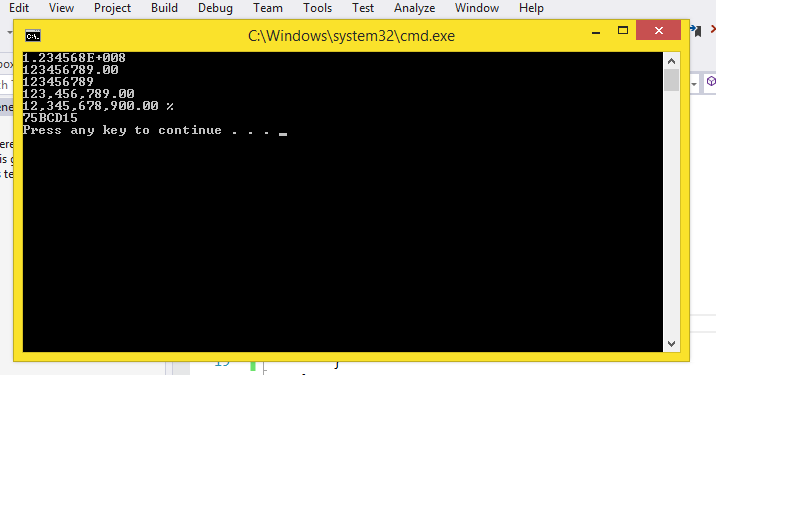 Edit View Project Build Debug Team Tools Test Analyze Window Help
C:\Windows\system32\cmd.exe
1.234568E+008
123456789.00
123456789
123,456,789.00
12,345,678,900.00 %
75BCD15
Press any key to continue . . . _